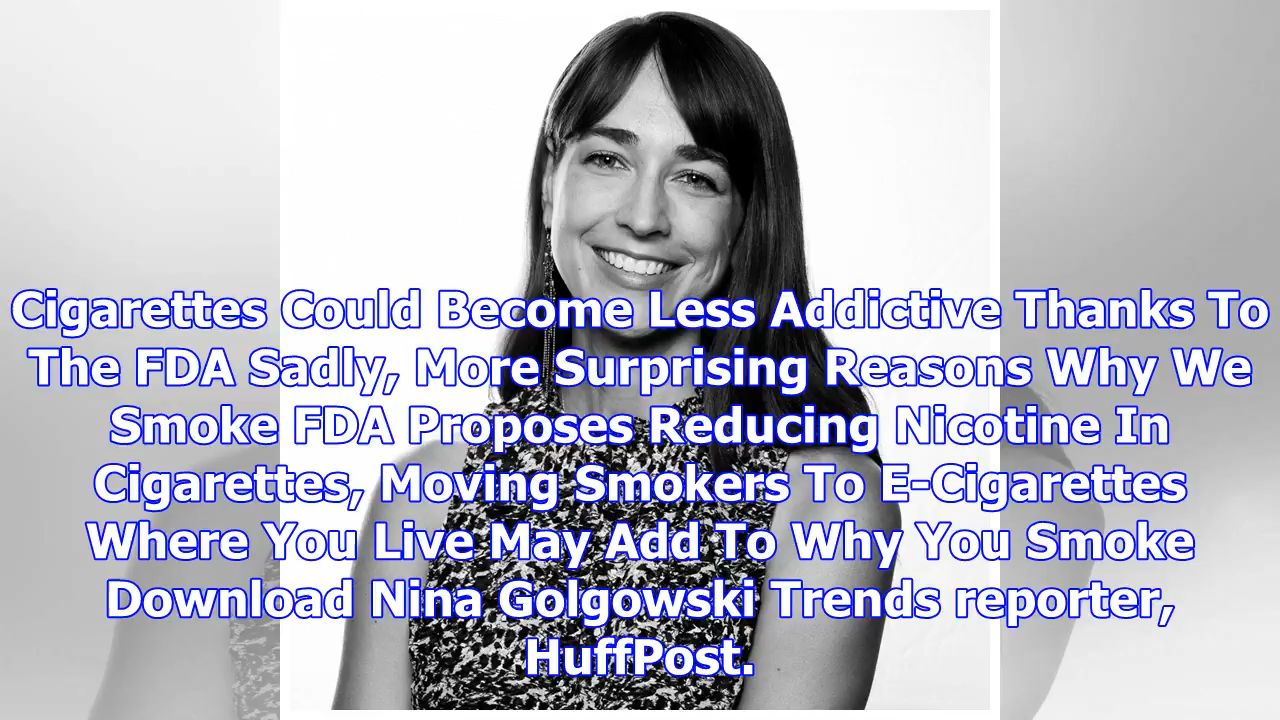 Cigarettes Could Become Less Addictive Thanks To
The FDA Sadly, More Surprising Reasons Why We
Smoke FDA Proposes Reducing Nicotine In
Cigarettes, Moving Smokers To E-Cigarettes
Where You Live May Add To Why You Smoke
Download Nina Golgowski Trends reporter,
HuffPost.